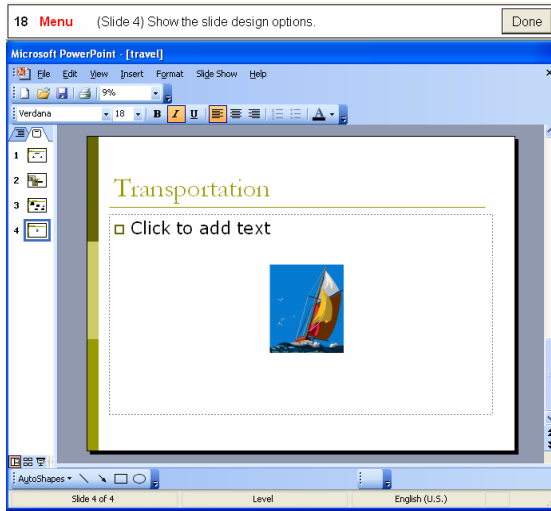 18 Menu (Slide 4) Show the slide design options. Done
Microsoft PowerPoint - [travel]
File Edit View Insert Format Slide Show Help
9%
Verdana 18 B I U A
1
2
3
4
Transportation
Click to add text
AutoShapes
Slide 4 of 4 Level English (U.S.)